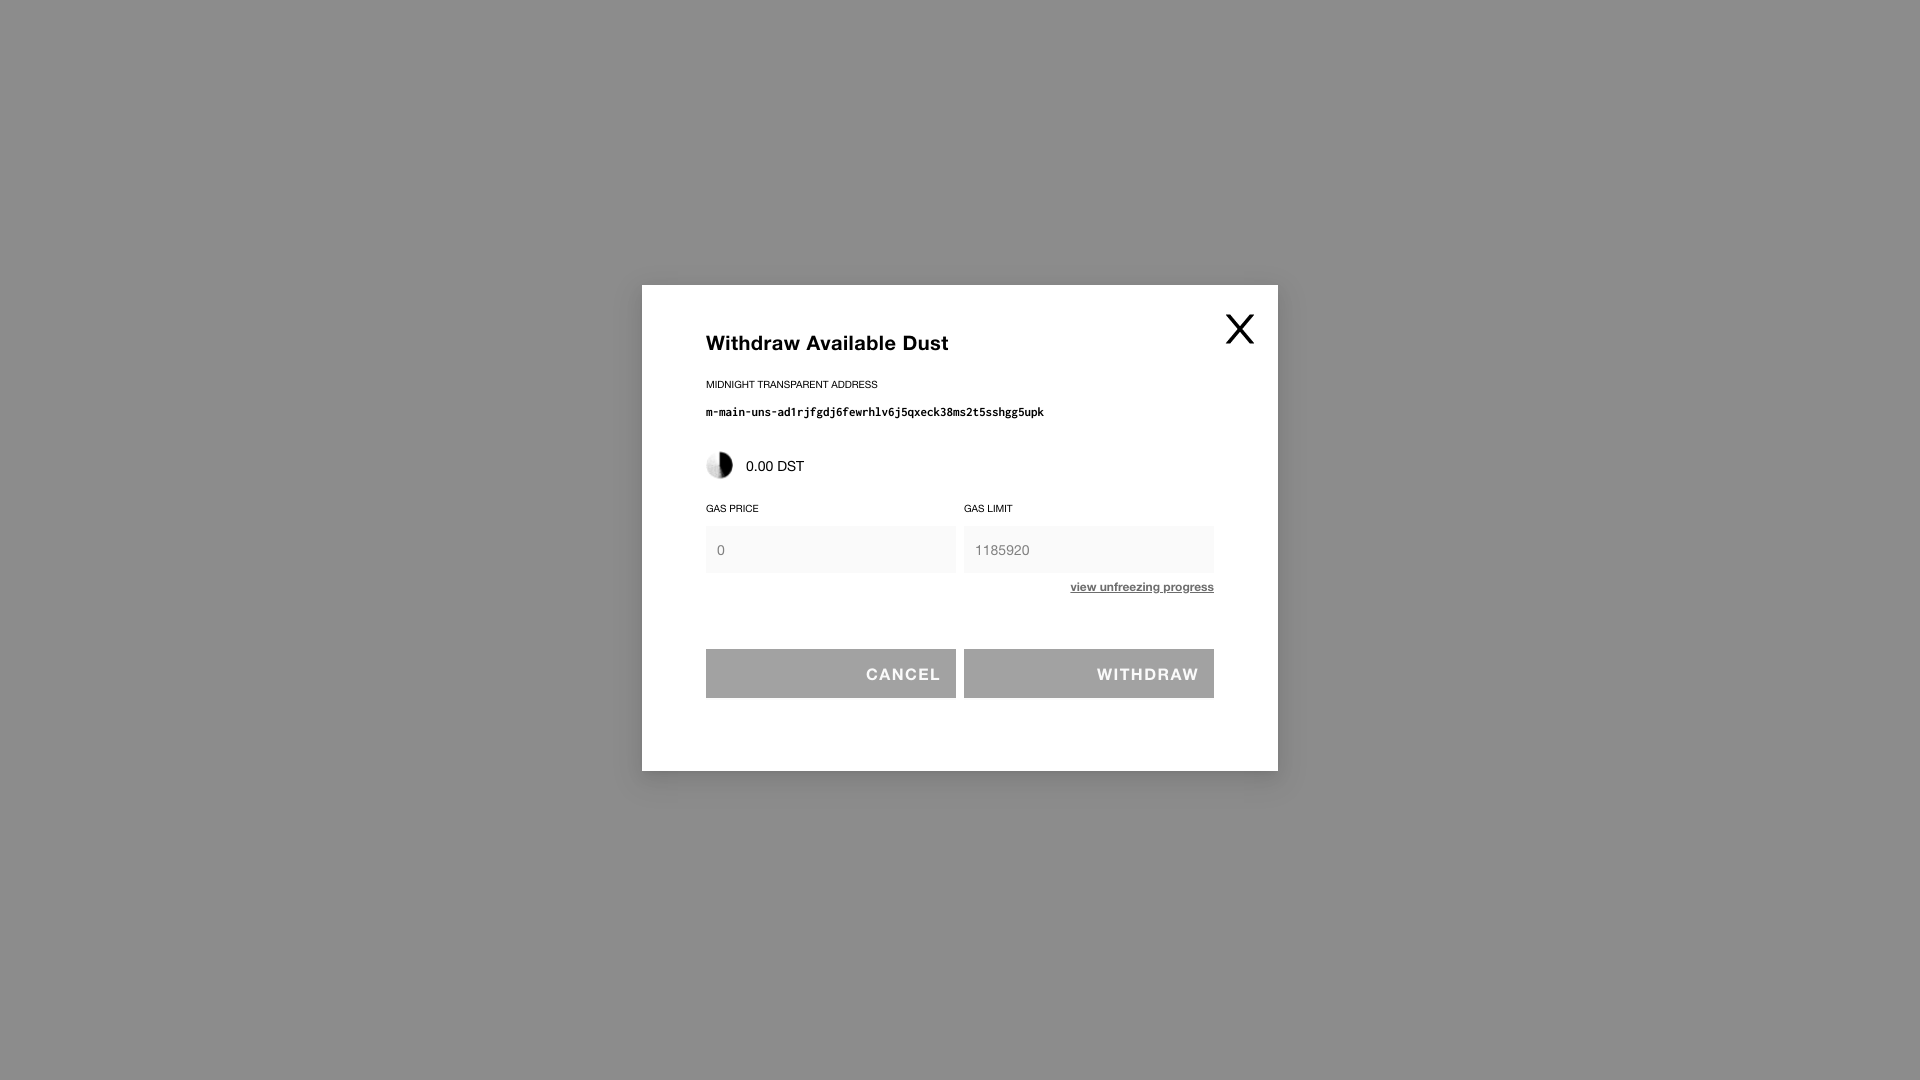 Withdraw Available Dust
MIDNIGHT TRANSPARENT ADDRESS
m-main-uns-ad1rjfgdj6fewrhlv6j5qxeck38ms2t5sshgg5upk
0.00 DST
GAS PRICE
GAS LIMIT
0
1185920
view unfreezing progress
CANCEL
WITHDRAW